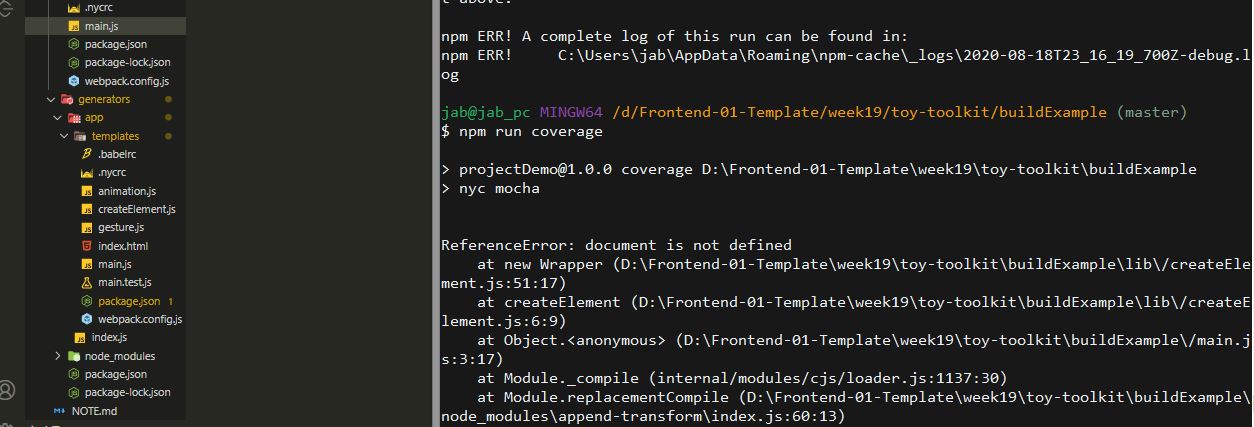 .nycrc
main.js
package.json
package-lock.json
webpack.config.js
generators
app
templates
.babelrc
.nycrc
animation.js
createElement.js
gesture.js
index.html
main.js
main.test.js
package.json 1
webpack.config.js
index.js
node_modules
package.json
package-lock.json
NOTE.md
t above.
npm ERR! A complete log of this run can be found in:
npm ERR!     C:\Users\jab\AppData\Roaming\npm-cache\_logs\2020-08-18T23_16_19_700Z-debug.l
og
jab@jab_pc MINGW64 /d/Frontend-01-Template/week19/toy-toolkit/buildExample (master)
$ npm run coverage
> projectDemo@1.0.0 coverage D:\Frontend-01-Template\week19\toy-toolkit\buildExample
> nyc mocha
ReferenceError: document is not defined
    at new Wrapper (D:\Frontend-01-Template\week19\toy-toolkit\buildExample\lib\/createEle
ment.js:51:17)
    at createElement (D:\Frontend-01-Template\week19\toy-toolkit\buildExample\lib\/createE
lement.js:6:9)
    at Object.<anonymous> (D:\Frontend-01-Template\week19\toy-toolkit\buildExample\/main.j
s:3:17)
    at Module._compile (internal/modules/cjs/loader.js:1137:30)
    at Module.replacementCompile (D:\Frontend-01-Template\week19\toy-toolkit\buildExample\
node_modules\append-transform\index.js:60:13)